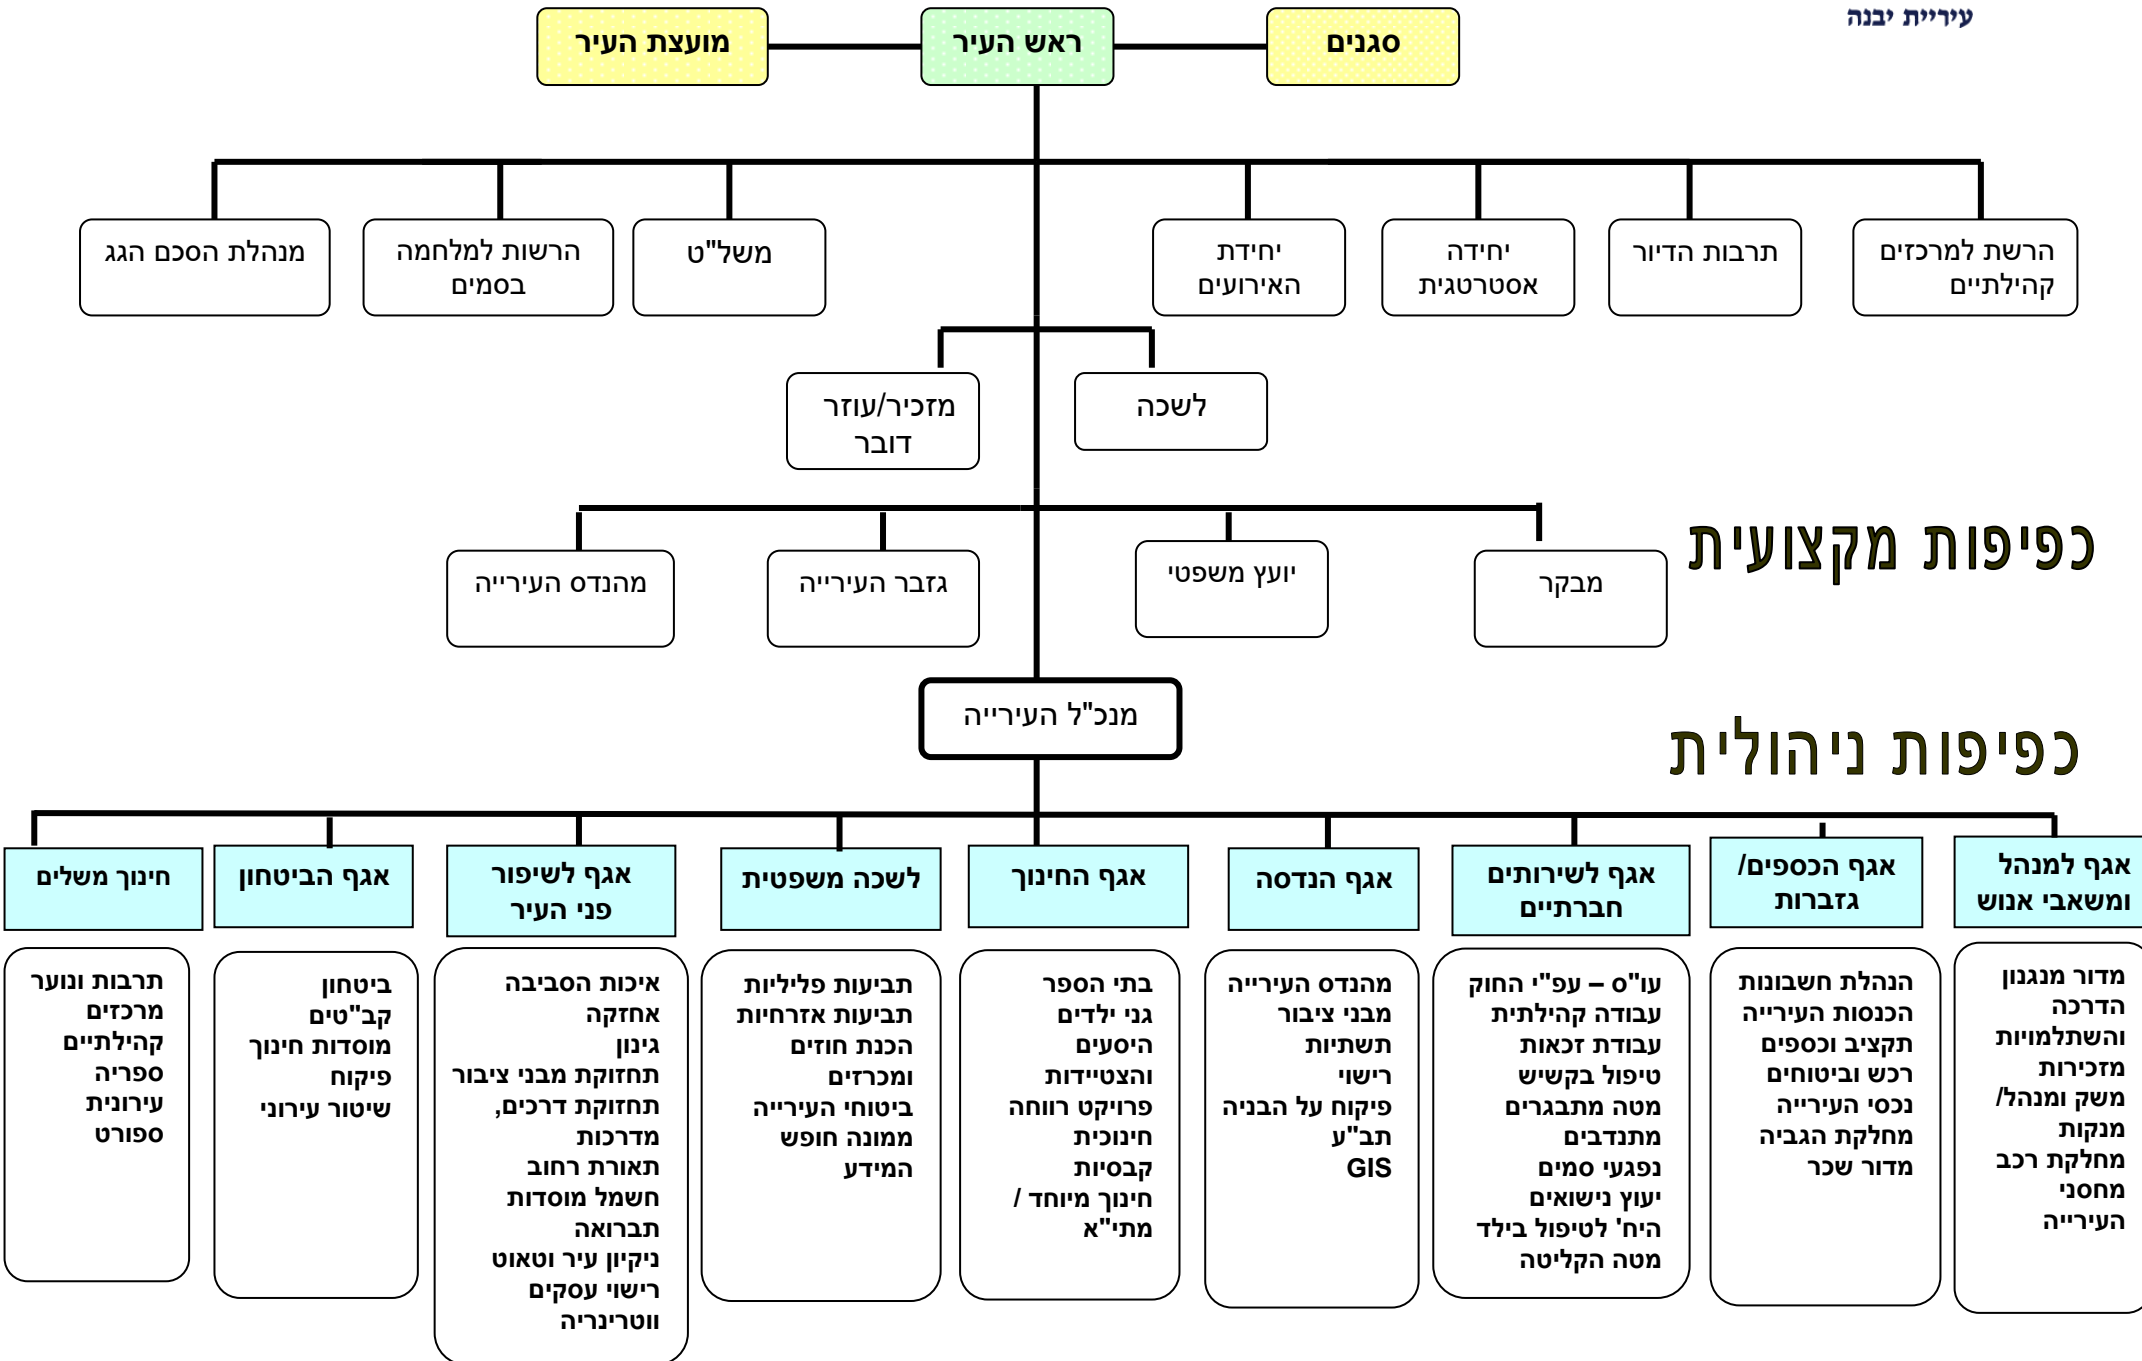 עיריית יבנה
סגנים
ראש העיר
מועצת העיר
הרשת למרכזים
קהילתיים
תרבות הדיור
יחידה
אסטרטגית
יחידת
האירועים
משל"ט
הרשות למלחמה
בסמים
מנהלת הסכם הגג
לשכה
מזכיר/עוזר
דובר
כפיפות מקצועית
מבקר
יועץ משפטי
גזבר העירייה
מהנדס העירייה
מנכ"ל העירייה
כפיפות ניהולית
אגף למנהל
ומשאבי אנוש
מדור מנגנון
הדרכה
והשתלמויות
מזכירות
משק ומנהל/
מנקות
מחלקת רכב
מחסני
העירייה
אגף הכספים/
גזברות
הנהלת חשבונות
הכנסות העירייה
תקציב וכספים
רכש וביטוחים
נכסי העירייה
מחלקת הגביה
מדור שכר
אגף לשירותים
חברתיים
עו"ס – עפ"י החוק
עבודה קהילתית
עבודת זכאות
טיפול בקשיש
מטה מתבגרים
מתנדבים
נפגעי סמים
יעוץ נישואים
היח' לטיפול בילד
מטה הקליטה
אגף הנדסה
מהנדס העירייה
מבני ציבור
תשתיות
רישוי
פיקוח על הבניה
תב"ע
GIS
אגף החינוך
בתי הספר
גני ילדים
היסעים
והצטיידות
פרויקט רווחה
חינוכית
קבסיות
חינוך מיוחד /
מתי"א
לשכה משפטית
תביעות פליליות
תביעות אזרחיות
הכנת חוזים
ומכרזים
ביטוחי העירייה
ממונה חופש
המידע
אגף לשיפור
פני העיר
איכות הסביבה
אחזקה
גינון
תחזוקת מבני ציבור
תחזוקת דרכים,
מדרכות
תאורת רחוב
חשמל מוסדות
תברואה
ניקיון עיר וטאוט
רישוי עסקים
ווטרינריה
אגף הביטחון
ביטחון
קב"טים
מוסדות חינוך
פיקוח
שיטור עירוני
חינוך משלים
תרבות ונוער
מרכזים
קהילתיים
ספריה
עירונית
ספורט